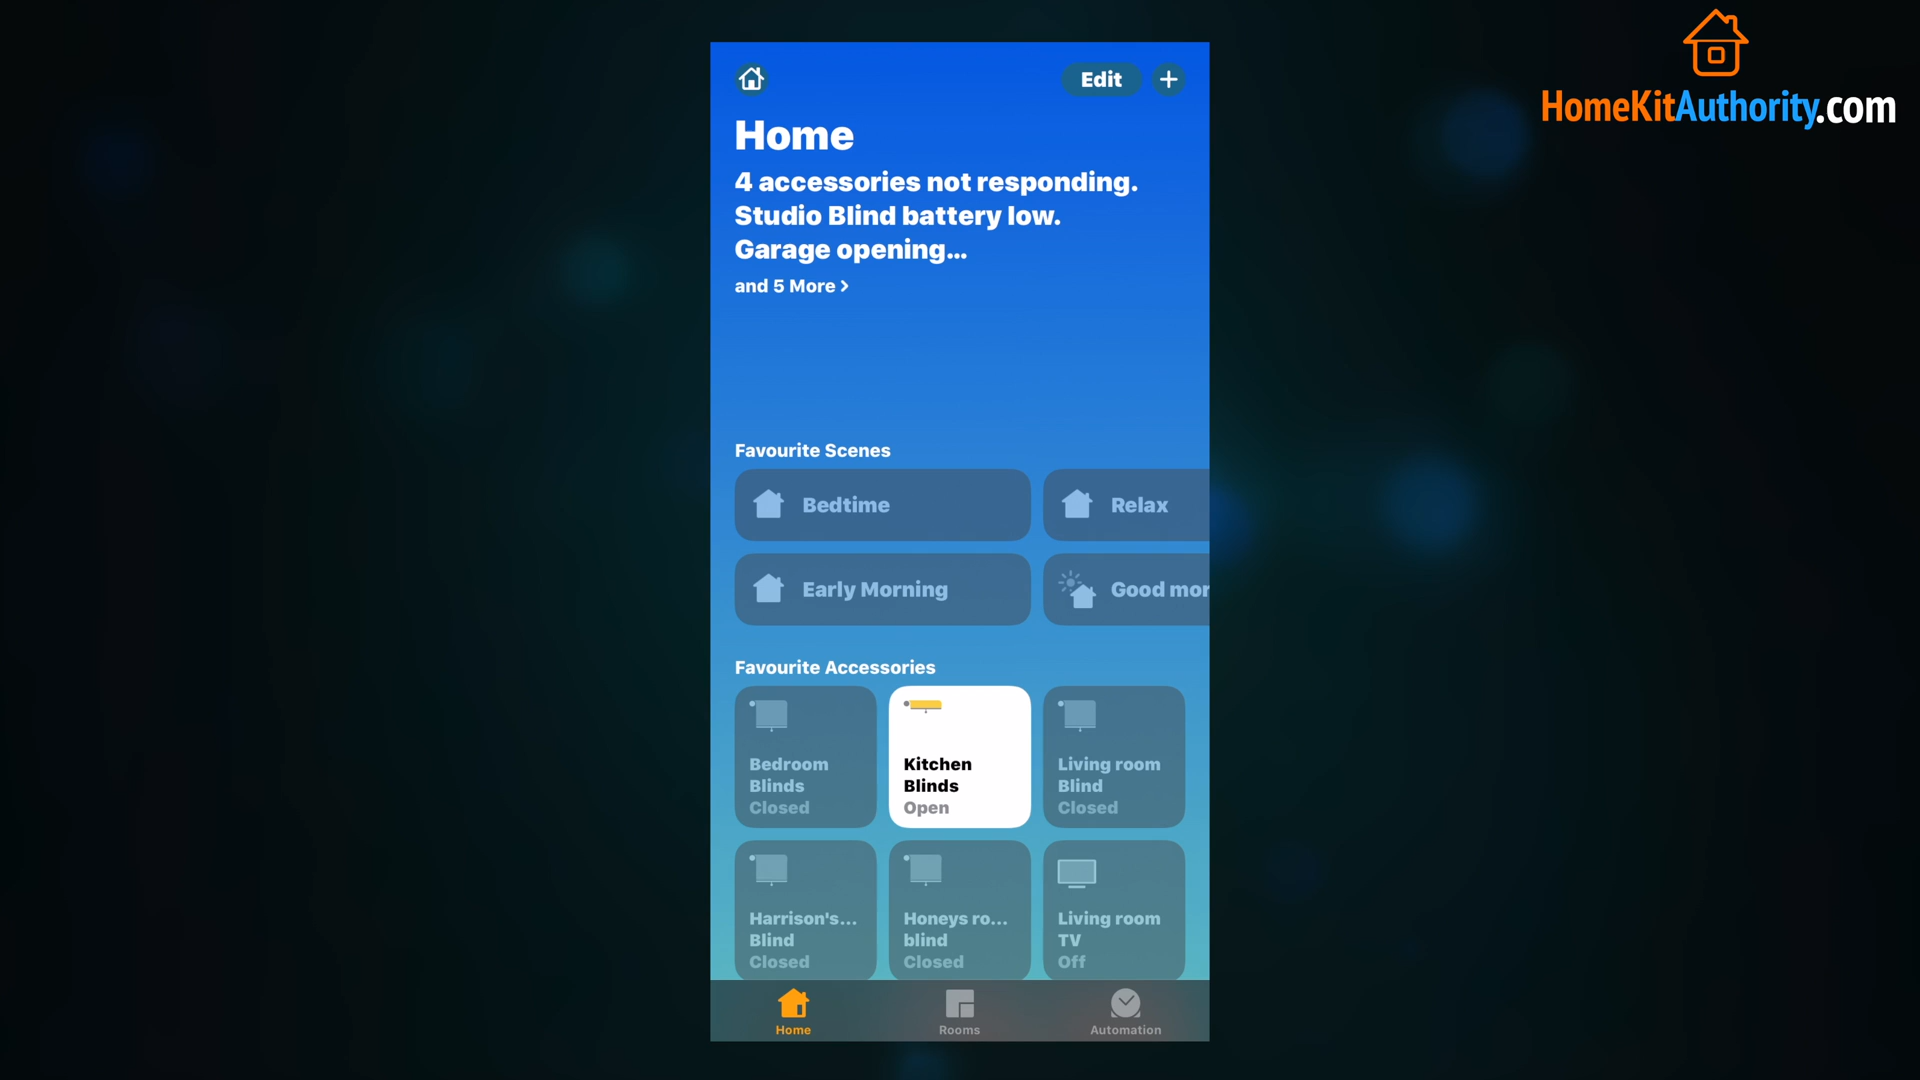 HomeKitAuthority.com
Edit +
Home
4 accessories not responding.
Studio Blind battery low.
Garage opening...
and 5 More >
Favourite Scenes
Bedtime
Relax
Early Morning
Good mor
Favourite Accessories
Bedroom
Blinds
Closed
Kitchen
Blinds
Open
Living room
Blind
Closed
Harrison's...
Blind
Closed
Honeys ro...
blind
Closed
Living room
TV
Off
Home
Rooms
Automation